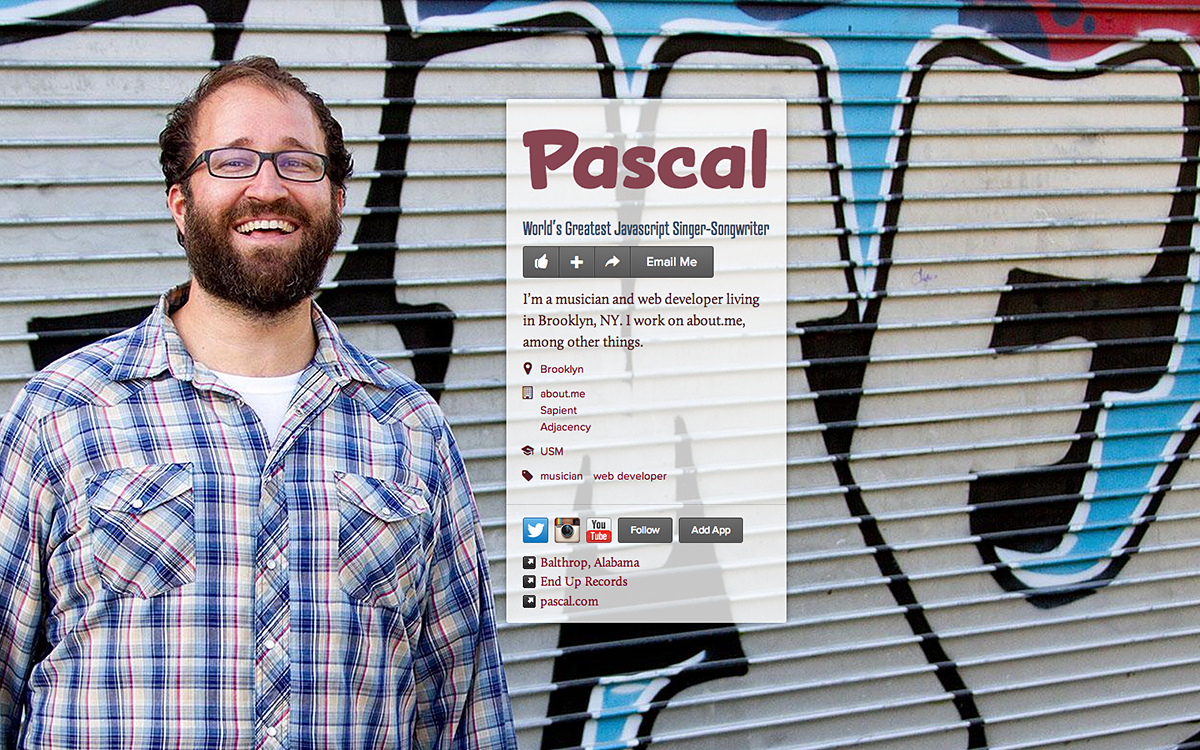 Pascal
World's Greatest Javascript Singer-Songwriter
Email Me
I'm a musician and web developer living
in Brooklyn, NY. I work on about.me,
among other things.
Brooklyn
about.me
Sapient
Adjacency
USM
musician web developer
You
Tube
Follow
Add App
Balthrop, Alabama
End Up Records
pascal.com